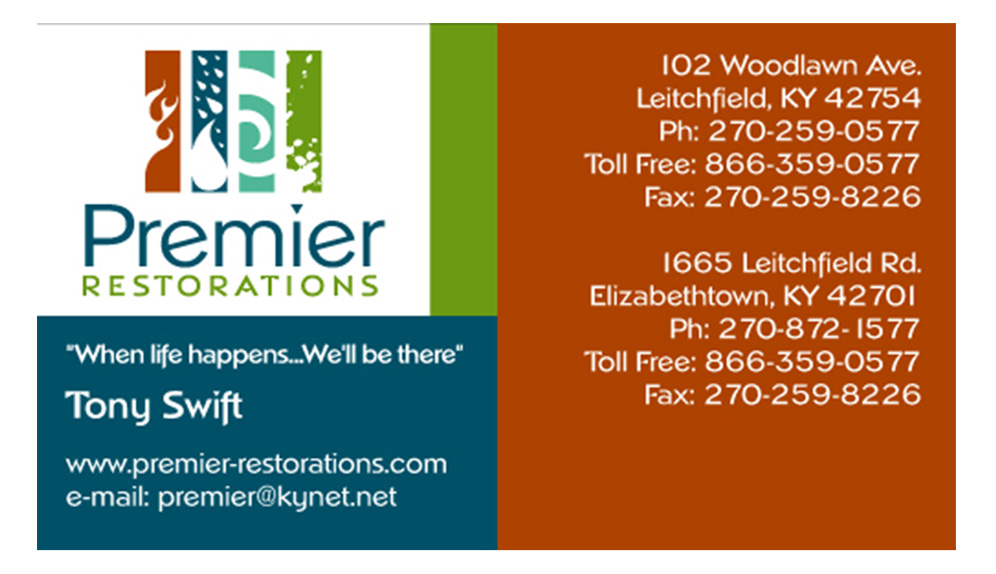 Premier
RESTORATIONS
"When life happens...We'll be there"
Tony Swift
www.premier-restorations.com
e-mail: premier@kynet.net
102 Woodlawn Ave.
Leitchfield, KY 42754
Ph: 270-259-0577
Toll Free: 866-359-0577
Fax: 270-259-8226
1665 Leitchfield Rd.
Elizabethtown, KY 42701
Ph: 270-872-1577
Toll Free: 866-359-0577
Fax: 270-259-8226